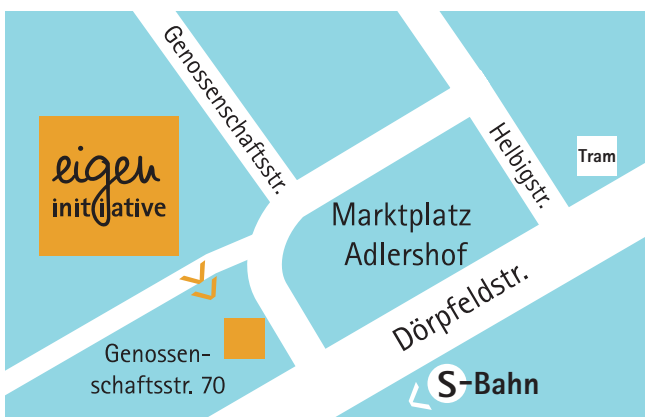 Genossenschaftsstr.
eigen
initiative
Helbigstr.
Tram
Marktplatz
Adlershof
Dörpfeldstr.
Genossen-
schaftsstr. 70
S-Bahn